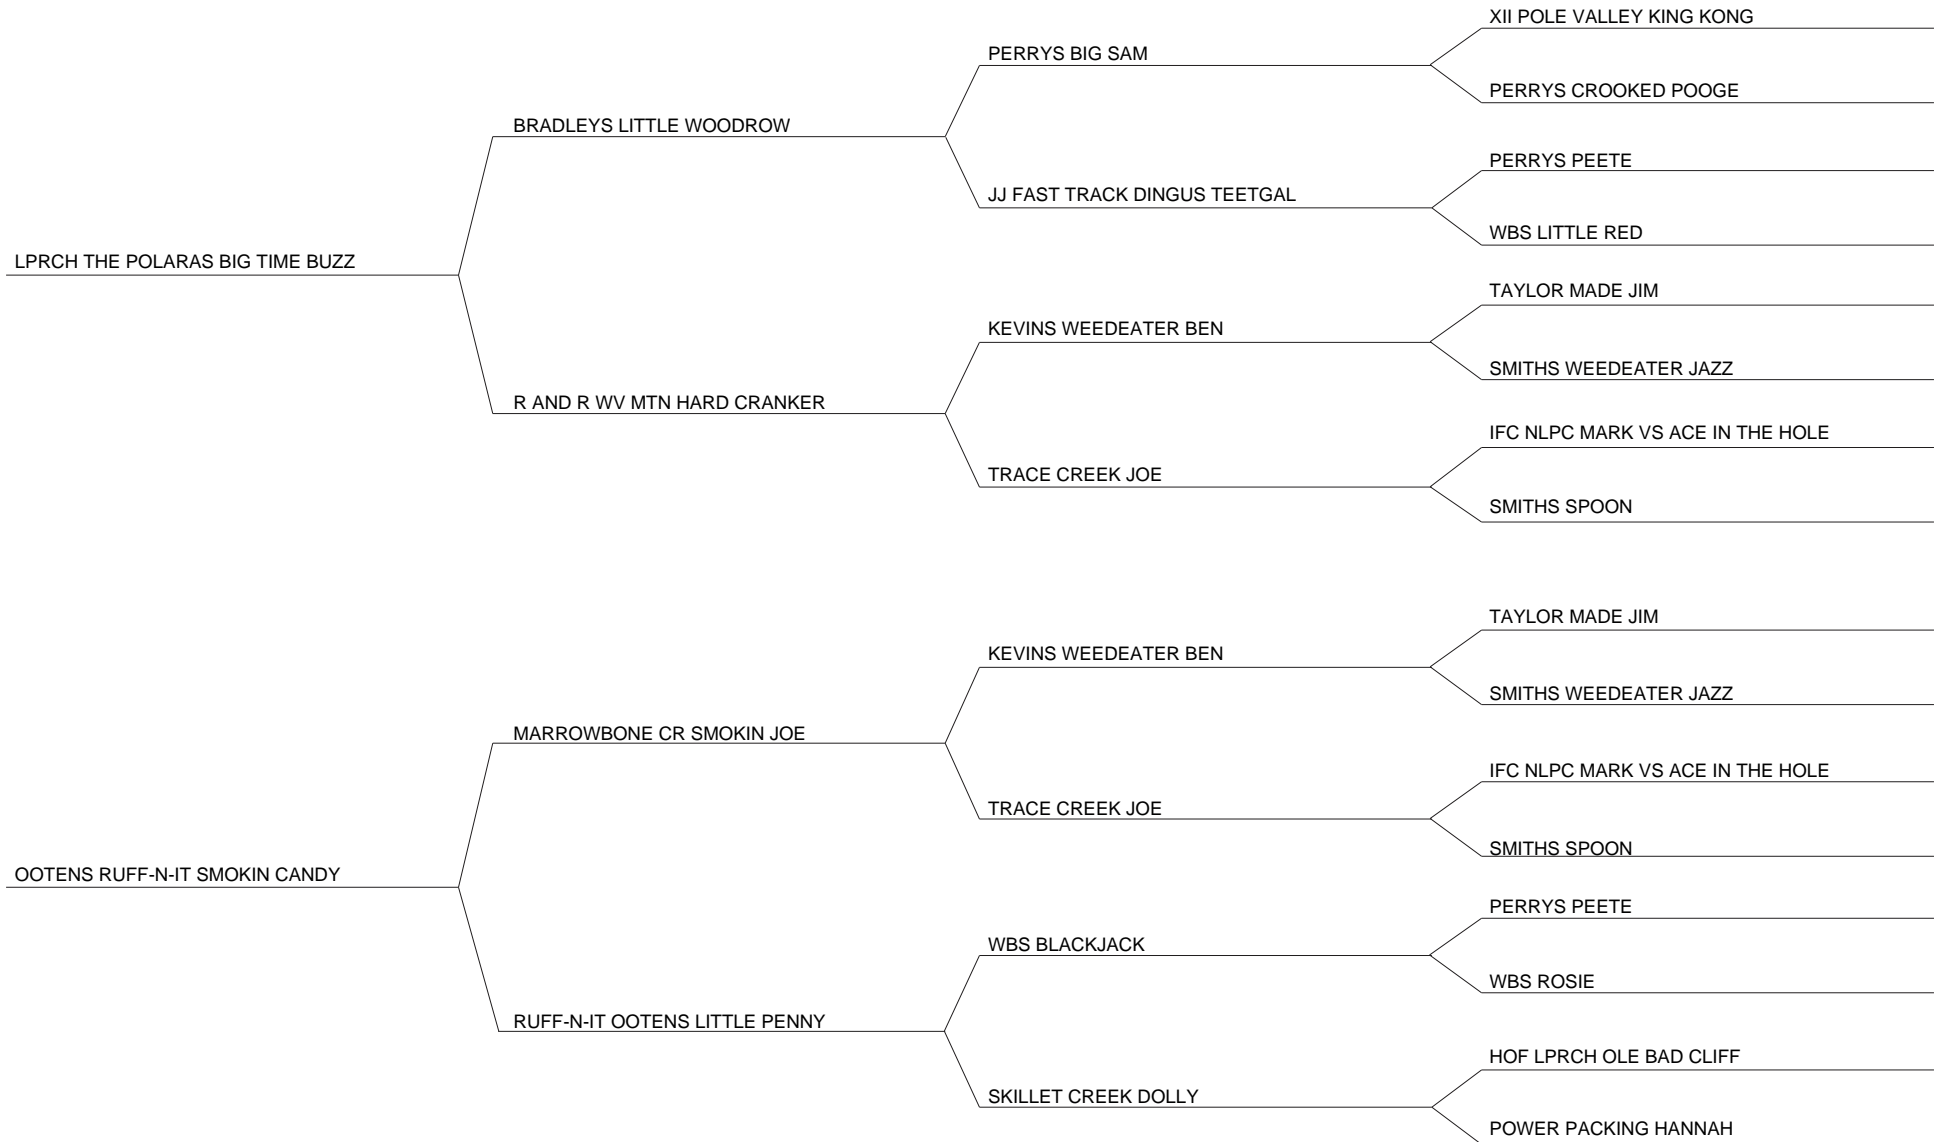 XII POLE VALLEY KING KONG
PERRYS BIG SAM
PERRYS CROOKED POOGE
BRADLEYS LITTLE WOODROW
PERRYS PEETE
JJ FAST TRACK DINGUS TEETGAL
WBS LITTLE RED
LPRCH THE POLARAS BIG TIME BUZZ
TAYLOR MADE JIM
KEVINS WEEDEATER BEN
SMITHS WEEDEATER JAZZ
R AND R WV MTN HARD CRANKER
IFC NLPC MARK VS ACE IN THE HOLE
TRACE CREEK JOE
SMITHS SPOON
TAYLOR MADE JIM
KEVINS WEEDEATER BEN
SMITHS WEEDEATER JAZZ
MARROWBONE CR SMOKIN JOE
IFC NLPC MARK VS ACE IN THE HOLE
TRACE CREEK JOE
SMITHS SPOON
OOTENS RUFF-N-IT SMOKIN CANDY
PERRYS PEETE
WBS BLACKJACK
WBS ROSIE
RUFF-N-IT OOTENS LITTLE PENNY
HOF LPRCH OLE BAD CLIFF
SKILLET CREEK DOLLY
POWER PACKING HANNAH